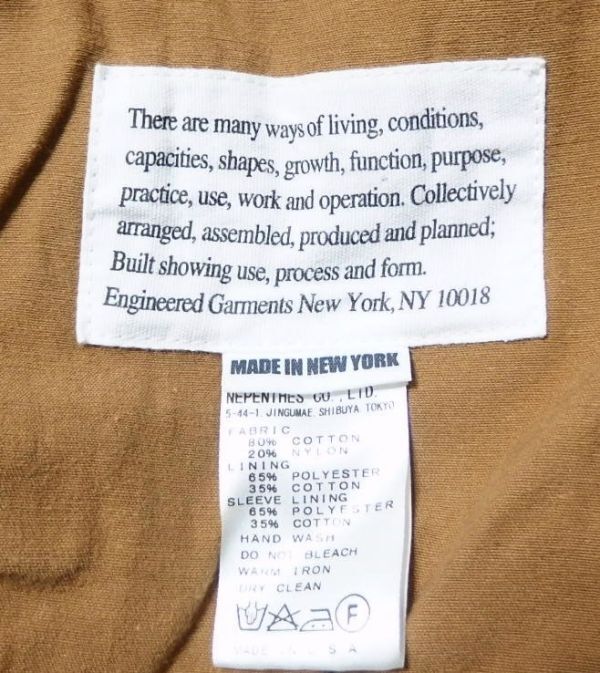 There are many ways of living, conditions,
capacities, shapes, growth, function, purpose,
practice, use, work and operation. Collectively
arranged, assembled, produced and planned;
Built showing use, process and form.
Engineered Garments New York, NY 10018
MADE IN NEW YORK
NEPENTHES CO., LTD.
5-44-1. JINGUMAE. SHIBUYA. TOKYO
FABRIC
80% COTTON
20% NYLON
LINING
65% POLYESTER
35% COTTON
SLEEVE LINING
65% POLYESTER
35% COTTON
HAND WASH
DO NOT BLEACH
WARM IRON
DRY CLEAN
F
MADE IN U S A